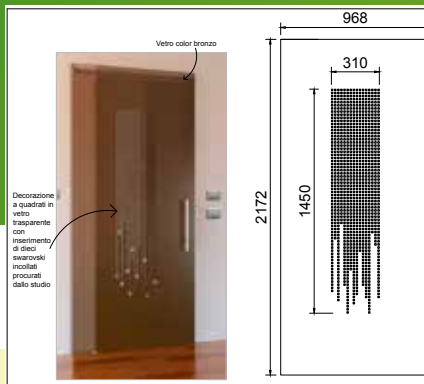 Vetro color bronzo
Decorazione
a quadrati in
vetro
trasparente
con
inserimento
di dieci
swarovski
incollati
procurati
dallo studio
968
310
1450
2172